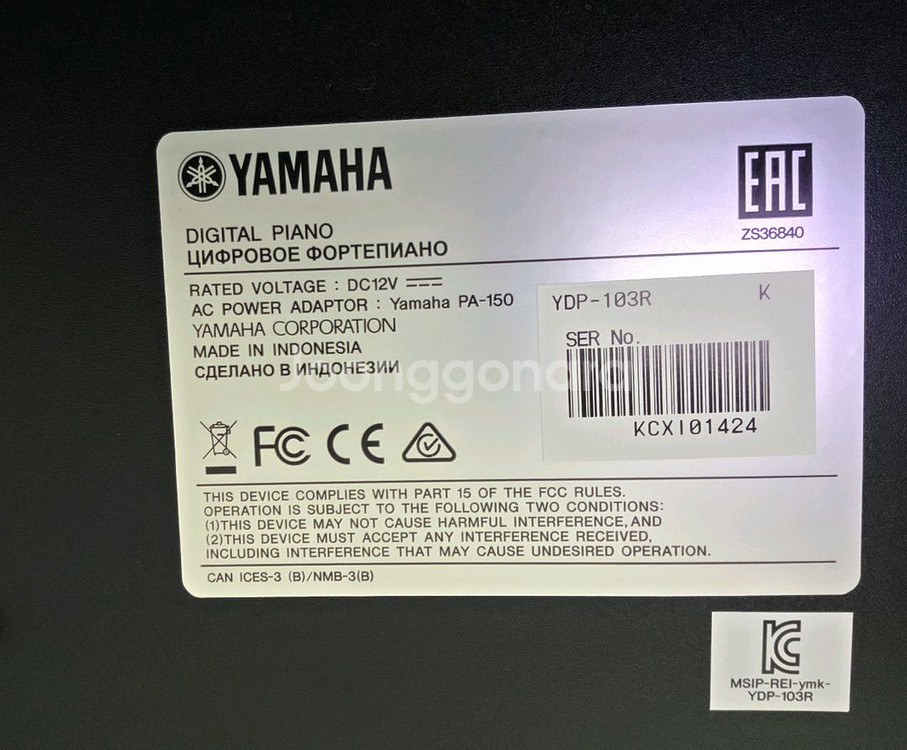 YAMAHA
EAC
ZS36840
DIGITAL PIANO
ЦИФРОВОЕ ФОРТЕПИАНО
RATED VOLTAGE : DC12V
AC POWER ADAPTOR : Yamaha PA-150
YAMAHA CORPORATION
MADE IN INDONESIA
СДЕЛАНО В ИНДОНЕЗИИ
YDP-103R K
SER No.
KCXI01424
Joonggonara
FC CE
THIS DEVICE COMPLIES WITH PART 15 OF THE FCC RULES.
OPERATION IS SUBJECT TO THE FOLLOWING TWO CONDITIONS:
(1)THIS DEVICE MAY NOT CAUSE HARMFUL INTERFERENCE, AND
(2)THIS DEVICE MUST ACCEPT ANY INTERFERENCE RECEIVED,
INCLUDING INTERFERENCE THAT MAY CAUSE UNDESIRED OPERATION.
CAN ICES-3 (B)/NMB-3(B)
KC
MSIP-REI-ymk-
YDP-103R